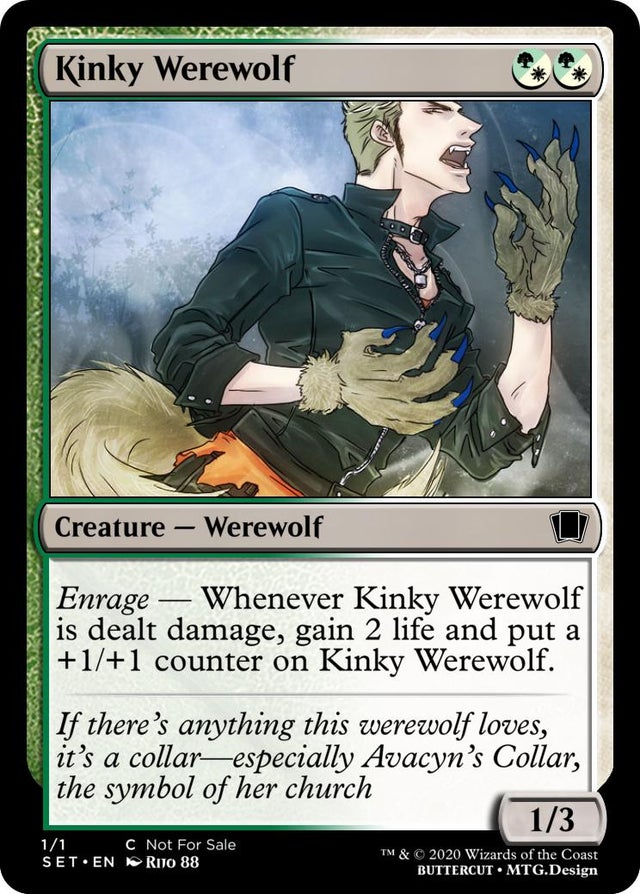 Kinky Werewolf
Creature — Werewolf
Enrage — Whenever Kinky Werewolf
is dealt damage, gain 2 life and put a
+1/+1 counter on Kinky Werewolf.
If there's anything this werewolf loves,
it's a collar—especially Avacyn's Collar,
the symbol of her church
1/3
1/1 C Not For Sale
SET • EN Rijo 88
™ & © 2020 Wizards of the Coast
BUTTERCUT • MTG.Design